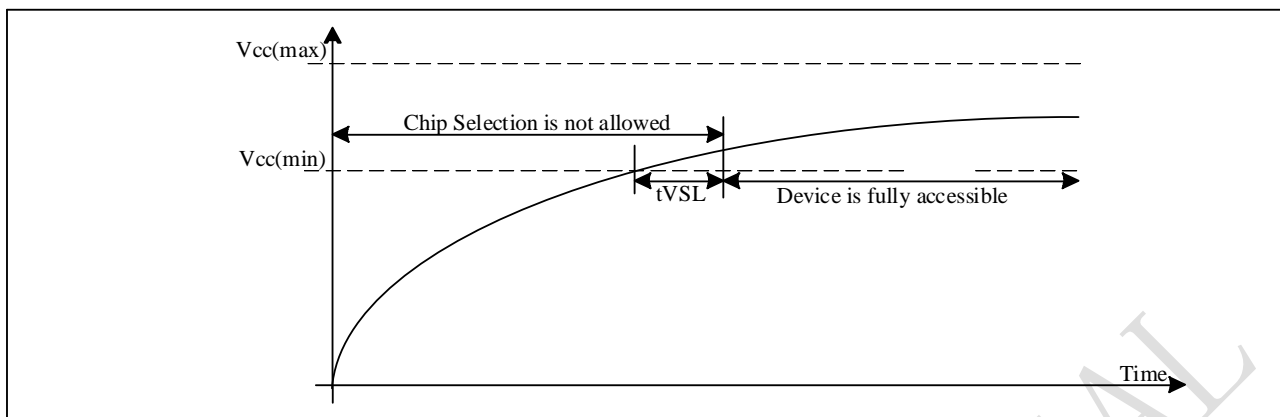 Vcc(max)
Chip Selection is not allowed
Vcc(min)
tVSL
Device is fully accessible
Time